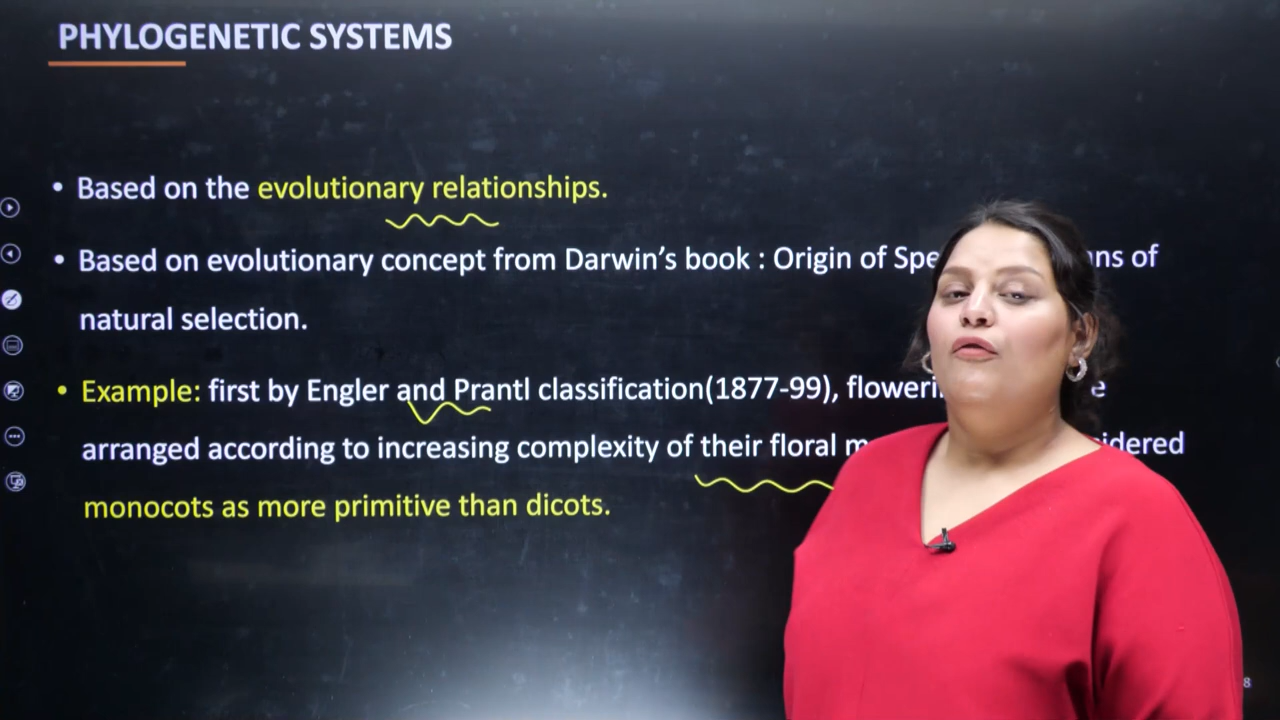 PHYLOGENETIC SYSTEMS
• Based on the evolutionary relationships.
• Based on evolutionary concept from Darwin's book : Origin of of
natural selection.
• Example: first by Engler and Prantl classification(1877-99),
arranged according to increasing complexity of their floral
monocots as more primitive than dicots.
8